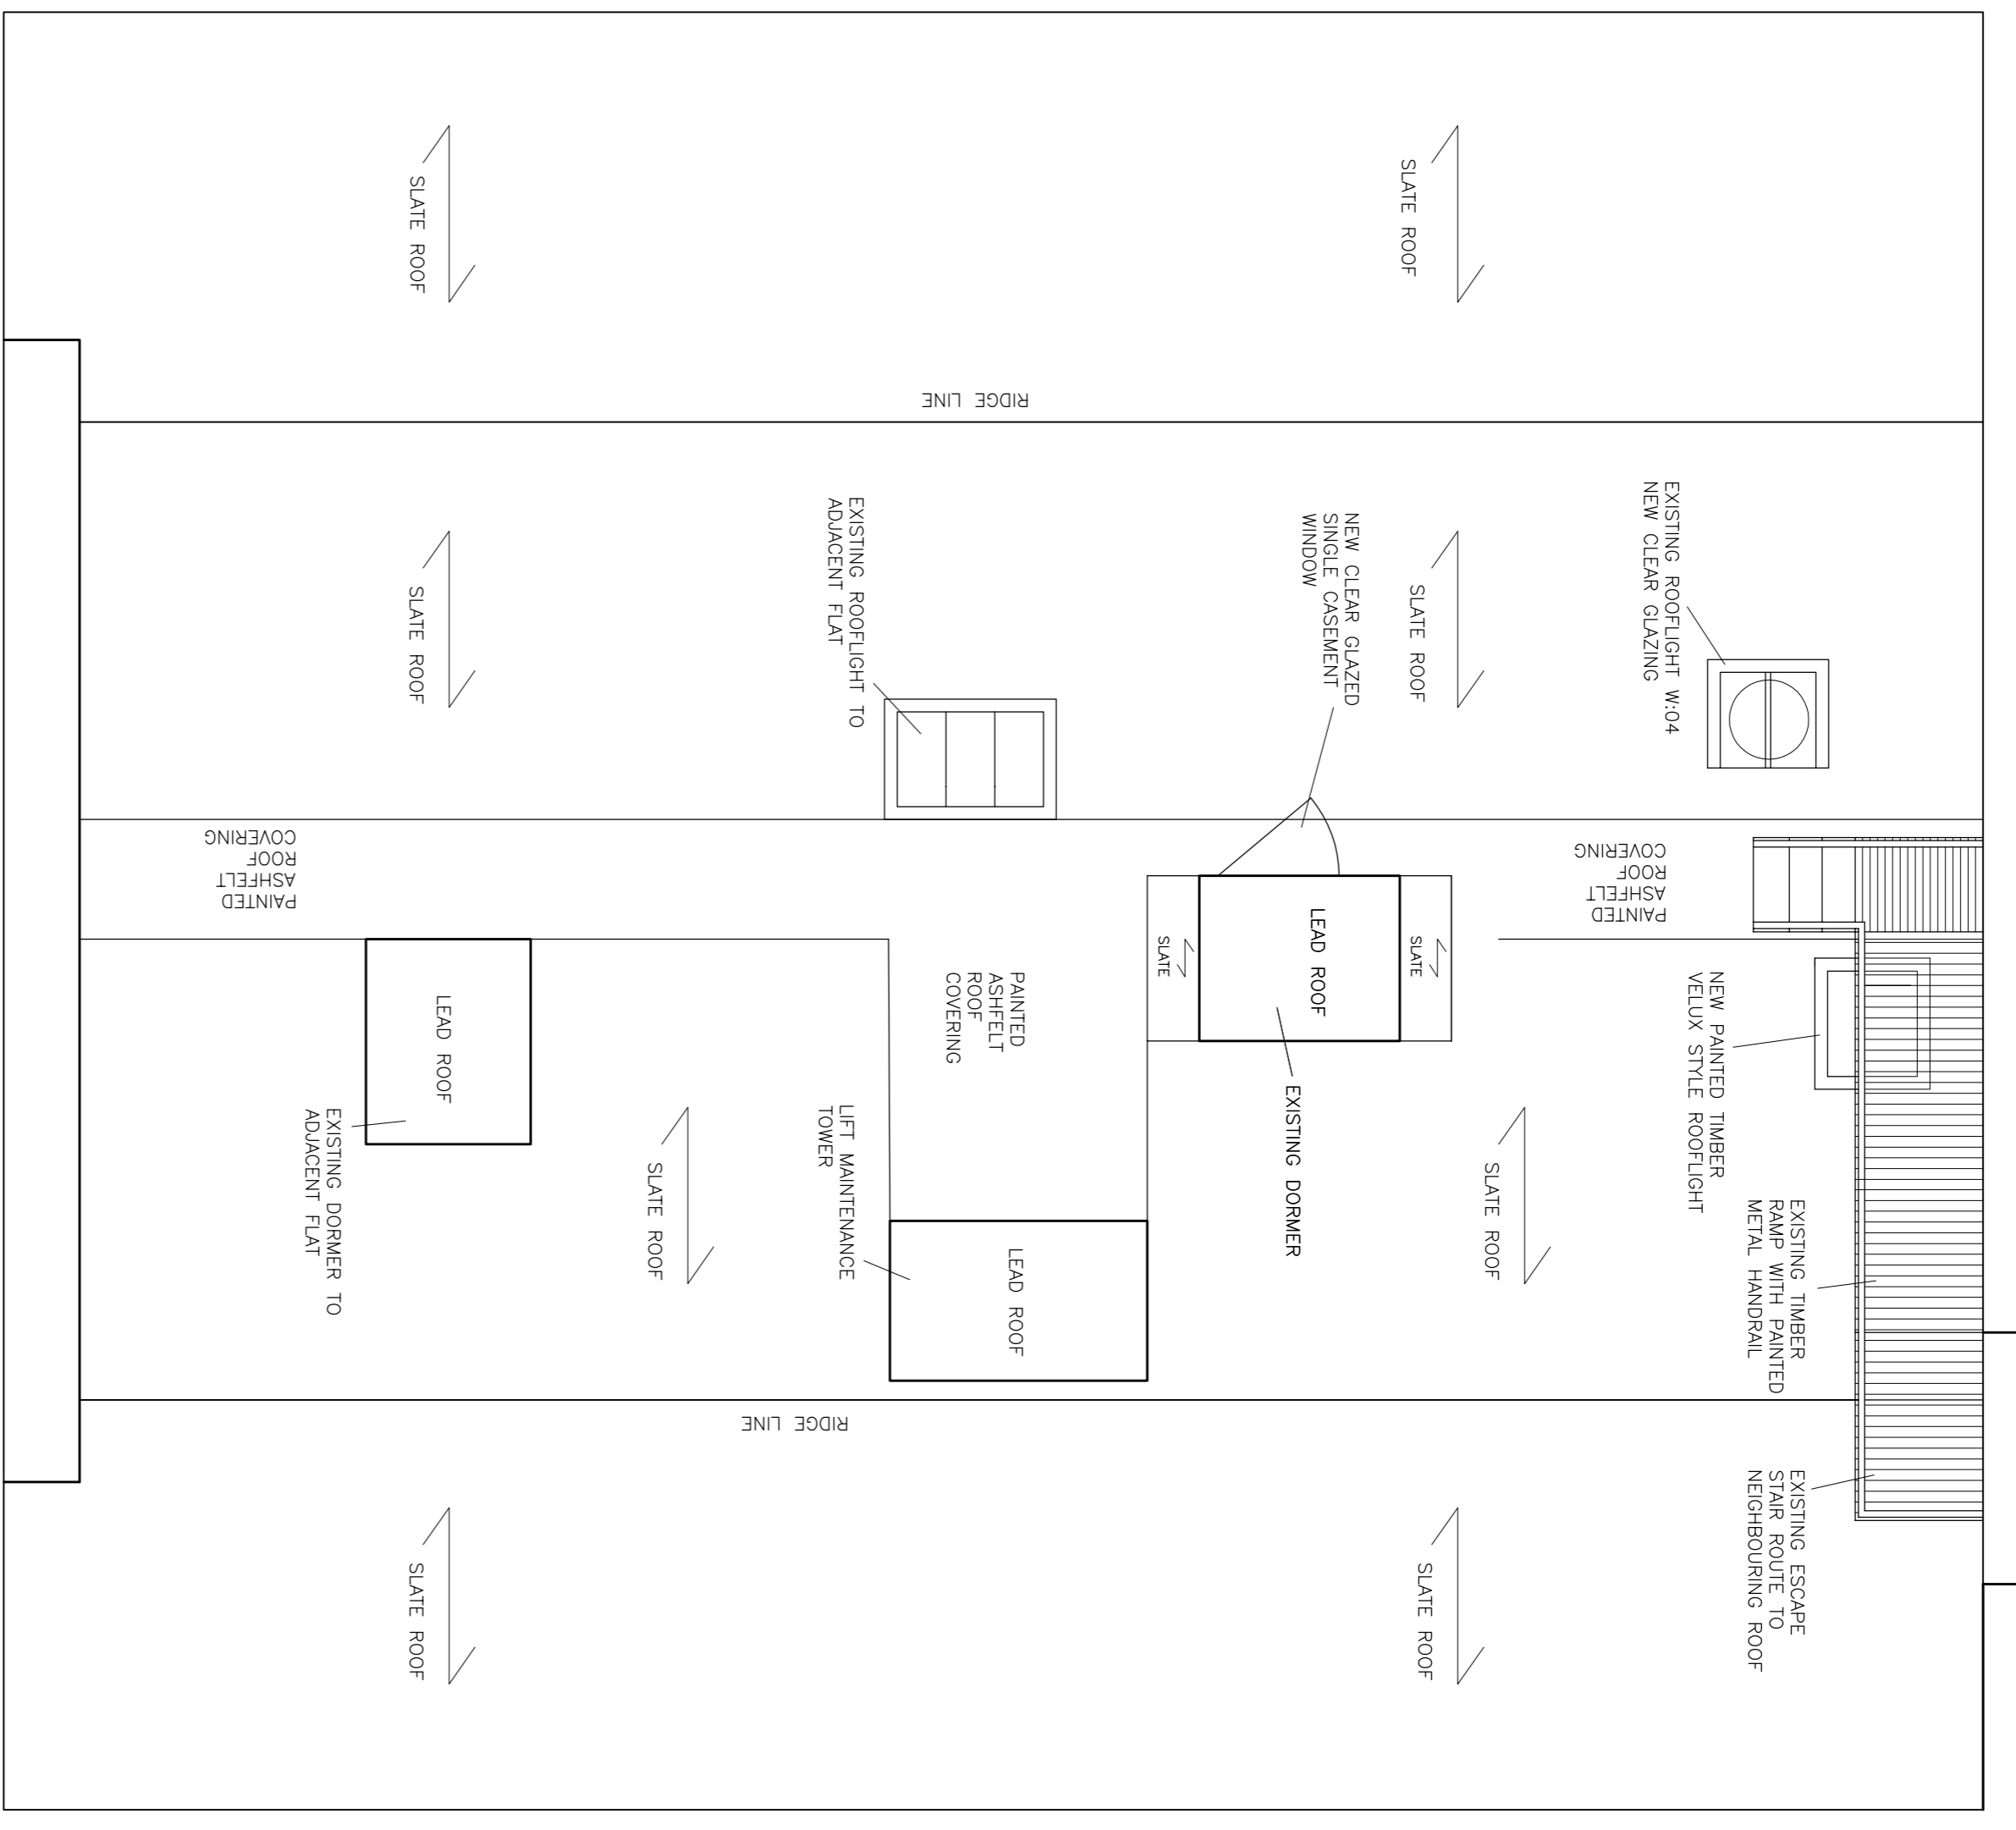 SLATE ROOF
SLATE ROOF
RIDGE LINE
EXISTING ROOFLIGHT W:04
NEW CLEAR GLAZING
NEW CLEAR GLAZED
SINGLE CASEMENT
WINDOW
EXISTING ROOFLIGHT TO
ADJACENT FLAT
SLATE ROOF
SLATE ROOF
PAINTED
ASHFELT
ROOF
COVERING
PAINTED
ASHFELT
ROOF
COVERING
SLATE
LEAD ROOF
SLATE
PAINTED
ASHFELT
ROOF
COVERING
LEAD ROOF
NEW PAINTED TIMBER
VELUX STYLE ROOFLIGHT
EXISTING DORMER
LIFT MAINTENANCE
TOWER
EXISTING DORMER TO
ADJACENT FLAT
SLATE ROOF
SLATE ROOF
EXISTING TIMBER
RAMP WITH PAINTED
METAL HANDRAIL
LEAD ROOF
RIDGE LINE
EXISTING ESCAPE
STAIR ROUTE TO
NEIGHBOURING ROOF
SLATE ROOF
SLATE ROOF